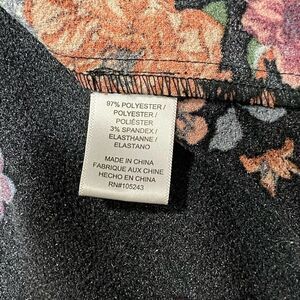 97% POLYESTER /
POLYESTER /
POLIÉSTER
3% SPANDEX /
ELASTHANNE /
ELASTANO
MADE IN CHINA
FABRIQUE AUX CHINE
HECHO EN CHINA
RN#105243